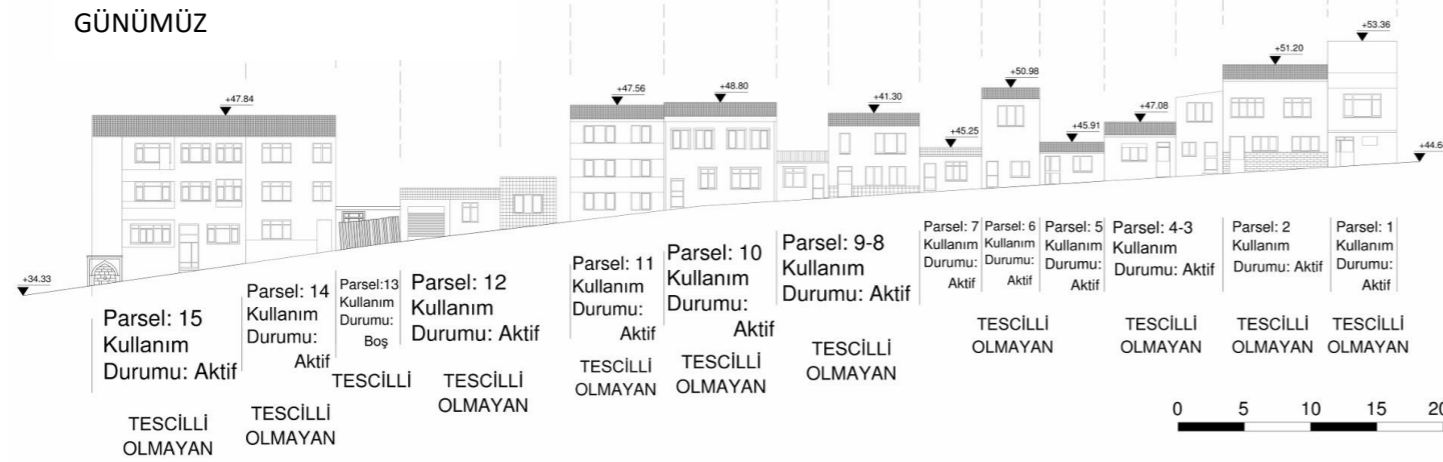 GÜNÜMÜZ
+53.36
+51.20
+50.98
+48.80
+47.56
+47.84
+41.30
+47.08
+45.91
+45.25
+34.33
Parsel: 15
Kullanım
Durumu: Aktif
TESCİLLİ
OLMAYAN
Parsel: 14
Kullanım
Durumu:
Aktif
TESCİLLİ
OLMAYAN
Parsel:13
Kullanım
Durumu:
Boş
TESCİLLİ
Parsel: 12
Kullanım
Durumu: Aktif
TESCİLLİ
OLMAYAN
Parsel: 11
Kullanım
Durumu:
Aktif
TESCİLLİ
OLMAYAN
Parsel: 10
Kullanım
Durumu:
Aktif
TESCİLLİ
OLMAYAN
Parsel: 9-8
Kullanım
Durumu: Aktif
TESCİLLİ
OLMAYAN
Parsel: 7
Kullanım
Durumu:
Aktif
Parsel: 6
Kullanım
Durumu:
Aktif
Parsel: 5
Kullanım
Durumu:
Aktif
TESCİLLİ
OLMAYAN
Parsel: 4-3
Kullanım
Durumu: Aktif
TESCİLLİ
OLMAYAN
Parsel: 2
Kullanım
Durumu: Aktif
TESCİLLİ
OLMAYAN
Parsel: 1
Kullanım
Durumu:
Aktif
TESCİLLİ
OLMAYAN
0 5 10 15 20